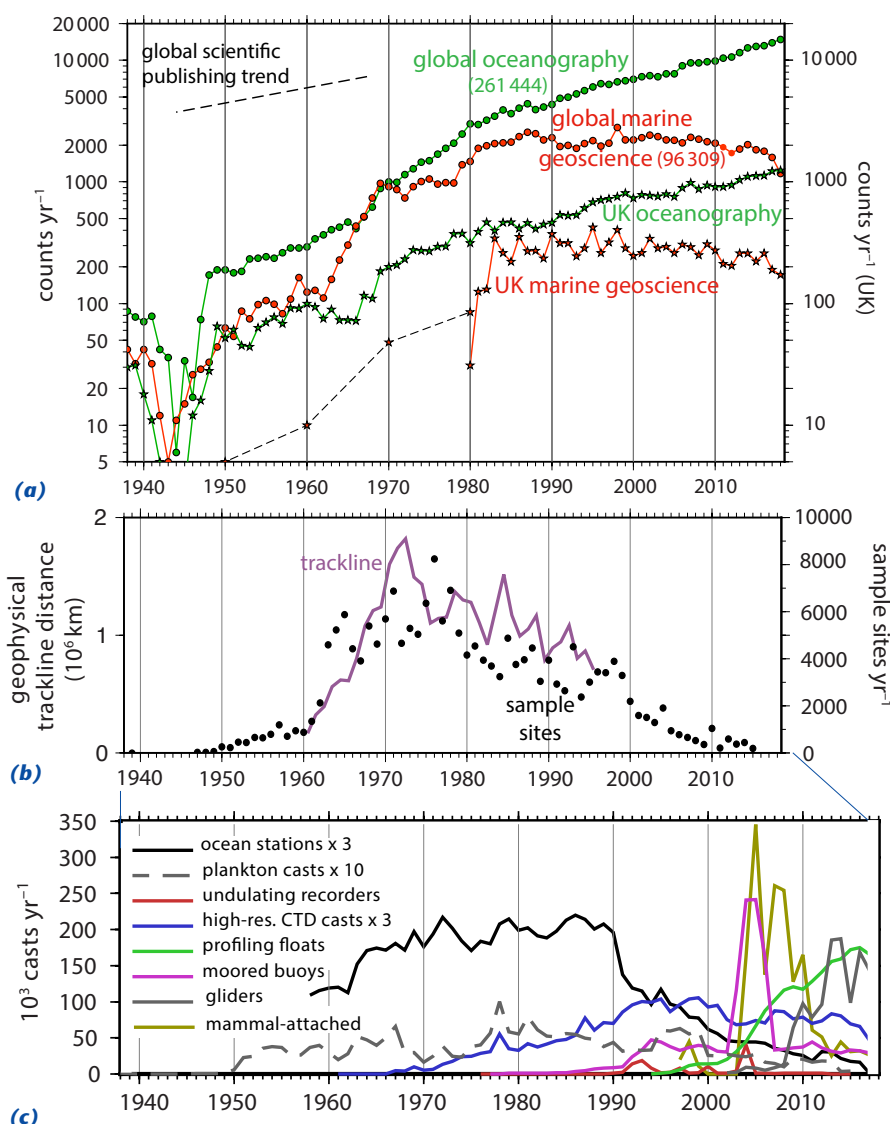 20 000
10 000
5000
2000
1000
500
200
100
50
20
10
5
counts yr⁻¹
global scientific
publishing trend
global oceanography
(261 444)
global marine
geoscience (96 309)
UK oceanography
UK marine geoscience
10 000
1000
100
10
counts yr⁻¹ (UK)
1940 1950 1960 1970 1980 1990 2000 2010
(a)
2
1
0
geophysical
trackline distance
(10⁶ km)
trackline
sample
sites
10000
8000
6000
4000
2000
0
sample sites yr⁻¹
1940 1950 1960 1970 1980 1990 2000 2010
(b)
350
300
250
200
150
100
50
0
10³ casts yr⁻¹
ocean stations x 3
plankton casts x 10
undulating recorders
high-res. CTD casts x 3
profiling floats
moored buoys
gliders
mammal-attached
1940 1950 1960 1970 1980 1990 2000 2010
(c)